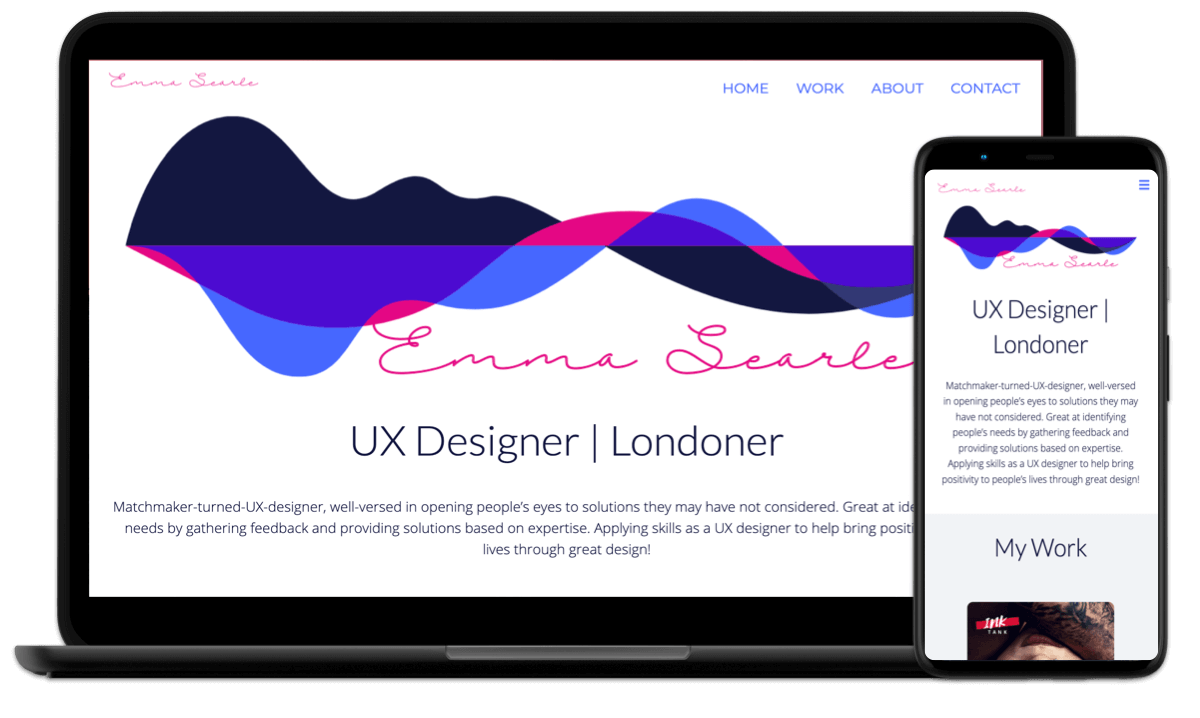 Emma Searle
HOME WORK ABOUT CONTACT
Emma Searle
UX Designer | Londoner
Matchmaker-turned-UX-designer, well-versed in opening people’s eyes to solutions they may have not considered. Great at
needs by gathering feedback and providing solutions based on expertise. Applying skills as a UX designer to help bring
lives through great design!
Emma Searle
Emma Searle
UX Designer |
Londoner
Matchmaker-turned-UX-designer, well-versed
in opening people’s eyes to solutions they may
have not considered. Great at identifying
people’s needs by gathering feedback and
providing solutions based on expertise.
Applying skills as a UX designer to help bring
positivity to people’s lives through great design!
My Work
Ink
TANK